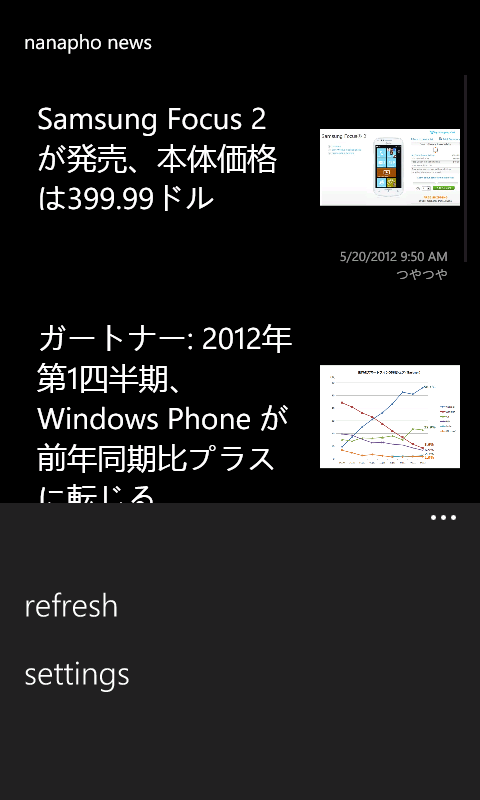 nanapho news
Samsung Focus 2
が発売、本体価格
は399.99ドル
Samsung Focus 2
5/20/2012 9:50 AM
つやつや
ガートナー: 2012年
第1四半期、
Windows Phone が
前年同期比プラス
に転じる
refresh
settings